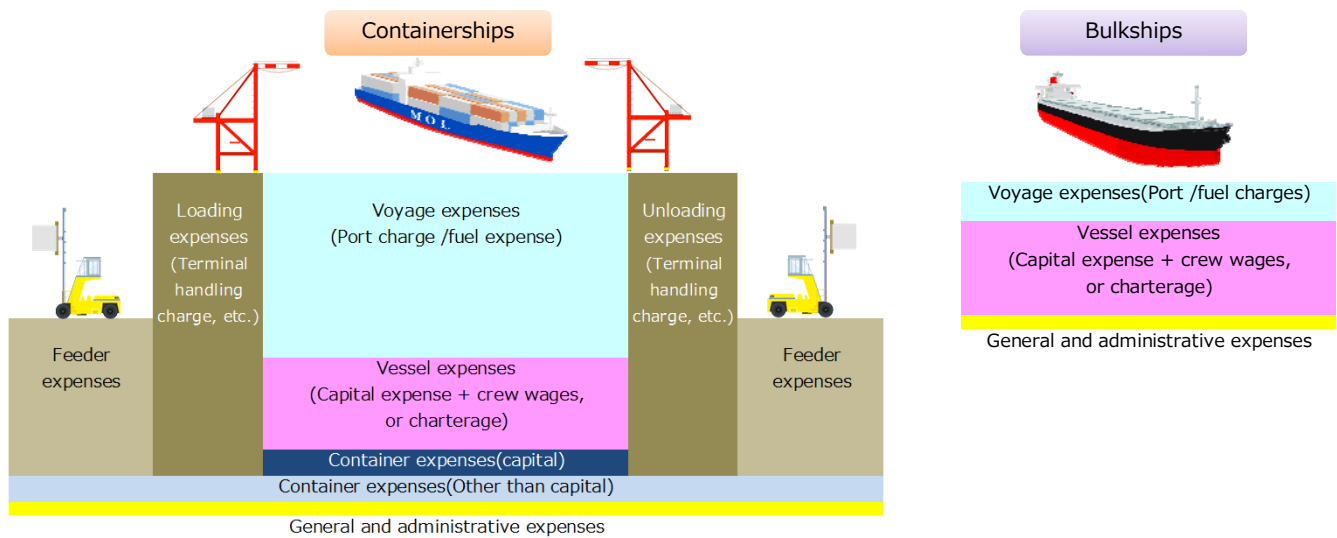 Containerships
Bulkships
MOL
Loading
expenses
(Terminal
handling
charge, etc.)
Voyage expenses
(Port charge /fuel expense)
Unloading
expenses
(Terminal
handling
charge, etc.)
Feeder
expenses
Vessel expenses
(Capital expense + crew wages,
or charterage)
Feeder
expenses
Container expenses(capital)
Container expenses(Other than capital)
General and administrative expenses
Voyage expenses(Port /fuel charges)
Vessel expenses
(Capital expense + crew wages,
or charterage)
General and administrative expenses